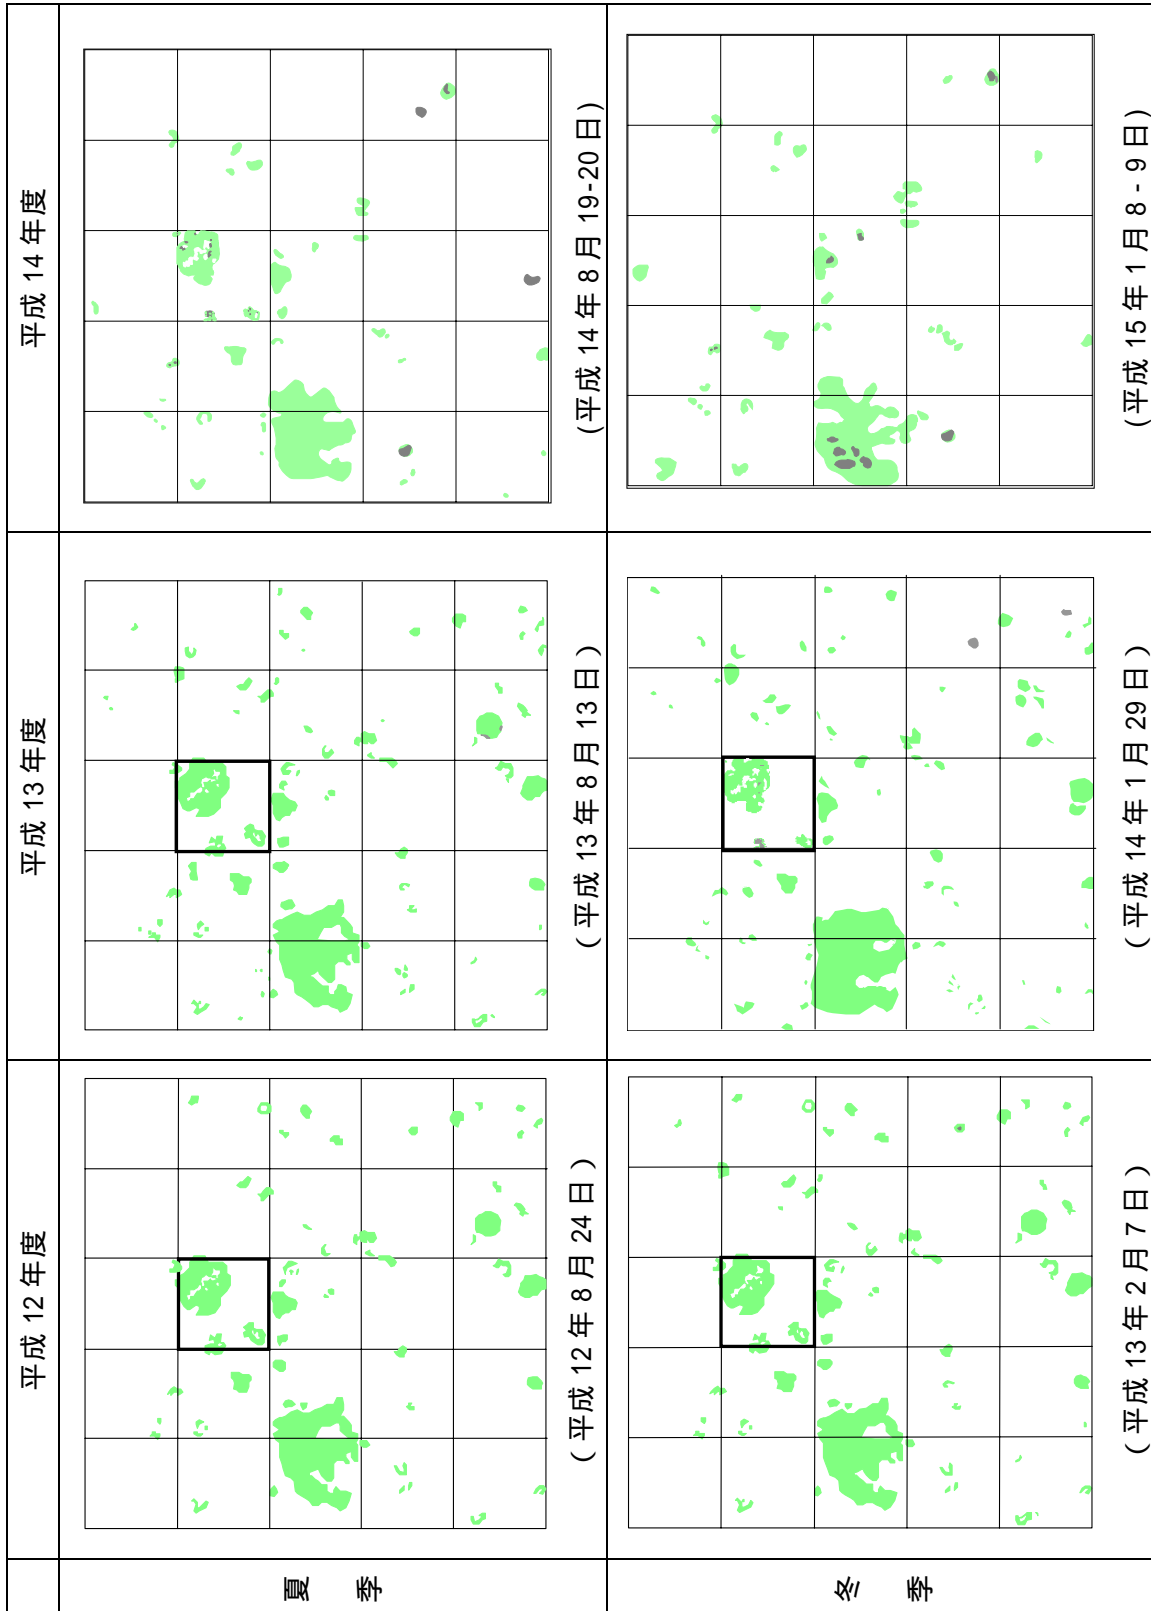 平成 12 年度
平成 13 年度
平成 14 年度
夏 季
( 平成 12 年 8 月 24 日 )
( 平成 13 年 8 月 13 日 )
(平成 14 年 8 月 19-20 日)
冬 季
( 平成 13 年 2 月 7 日 )
( 平成 14 年 1 月 29 日 )
(平成 15 年 1 月 8 - 9 日)